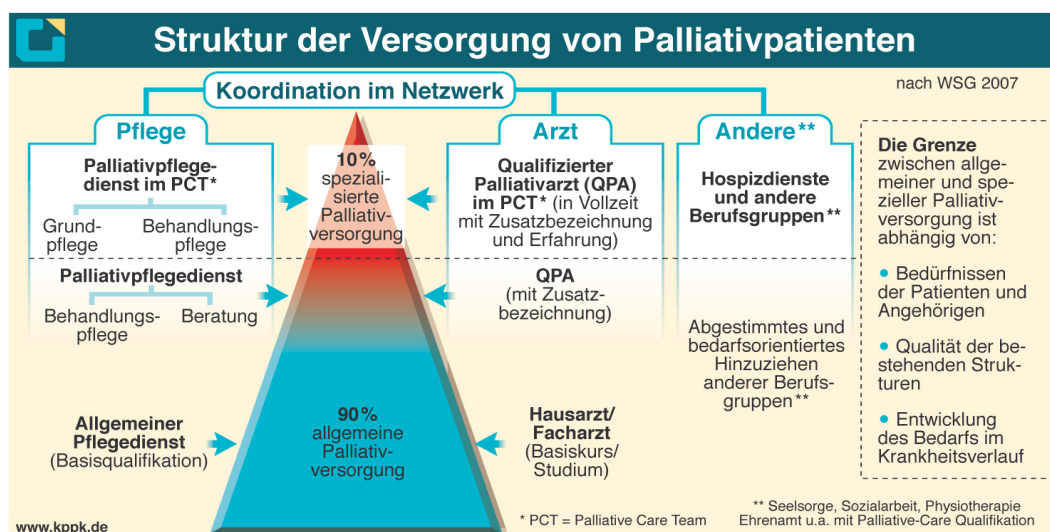 Struktur der Versorgung von Palliativpatienten
nach WSG 2007
Koordination im Netzwerk
Pflege
Palliativpflege-
dienst im PCT*
Grund-
pflege
Behandlungs-
pflege
Palliativpflegedienst
Behandlungs-
pflege
Beratung
Allgemeiner
Pflegedienst
(Basisqualifikation)
10%
speziali-
sierte
Palliativ-
versorgung
90%
allgemeine
Palliativ-
versorgung
Arzt
Qualifizierter
Palliativarzt (QPA)
im PCT* (in Vollzeit
mit Zusatzbezeichnung
und Erfahrung)
QPA
(mit Zusatz-
bezeichnung)
Hausarzt/
Facharzt
(Basiskurs/
Studium)
Andere**
Hospizdienste
und andere
Berufsgruppen**
Abgestimmtes und
bedarfsorientiertes
Hinzuziehen
anderer Berufs-
gruppen**
Die Grenze
zwischen allge-
meiner und spe-
zieller Palliativ-
versorgung ist
abhängig von:
• Bedürfnissen
der Patienten und
Angehörigen
• Qualität der be-
stehenden Struk-
turen
• Entwicklung
des Bedarfs im
Krankheitsverlauf
www.kppk.de
* PCT = Palliative Care Team
** Seelsorge, Sozialarbeit, Physiotherapie
Ehrenamt u.a. mit Palliative-Care Qualifikation